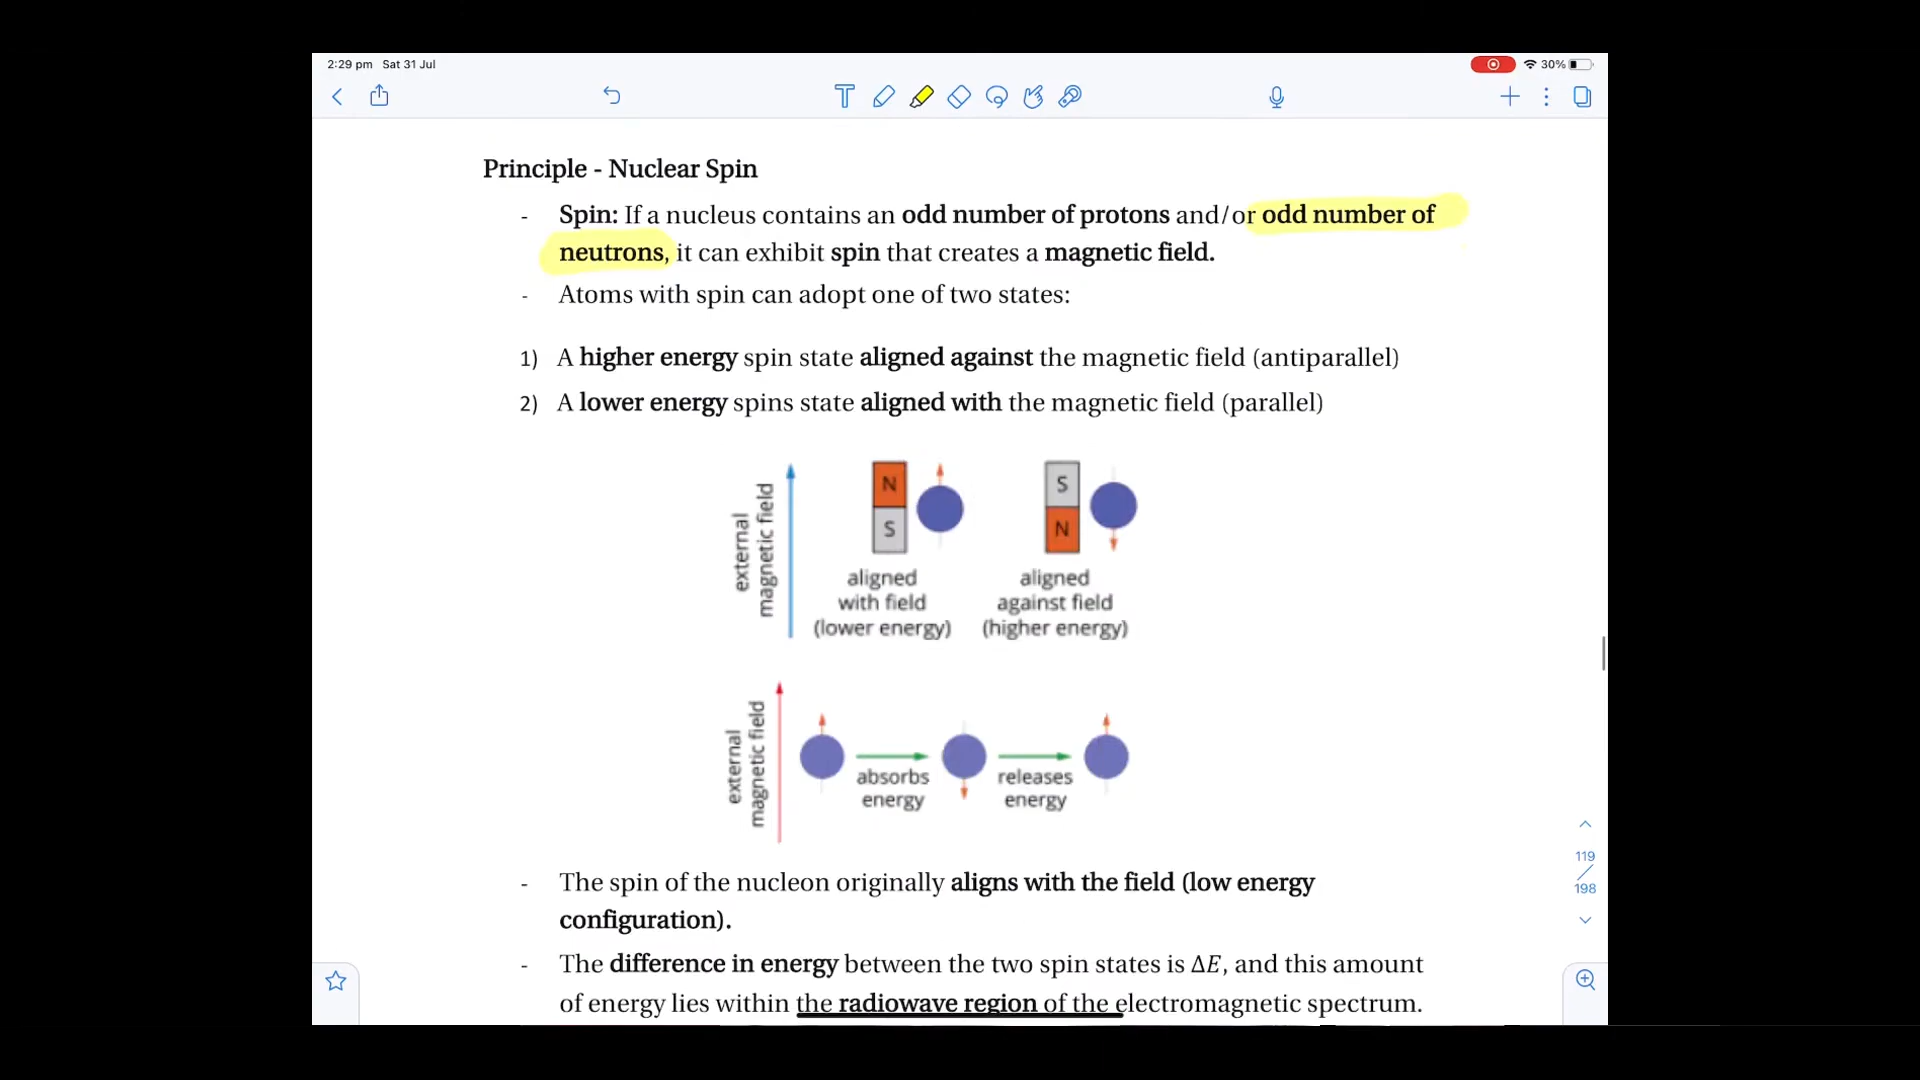 2:29 pm Sat 31 Jul
30%
Principle - Nuclear Spin
- Spin: If a nucleus contains an odd number of protons and/or odd number of
neutrons, it can exhibit spin that creates a magnetic field.
- Atoms with spin can adopt one of two states:
1) A higher energy spin state aligned against the magnetic field (antiparallel)
2) A lower energy spins state aligned with the magnetic field (parallel)
external
magnetic field
N
S
aligned
with field
(lower energy)
S
N
aligned
against field
(higher energy)
external
magnetic field
absorbs
energy
releases
energy
119
198
- The spin of the nucleon originally aligns with the field (low energy
configuration).
- The difference in energy between the two spin states is ΔE, and this amount
of energy lies within the radiowave region of the electromagnetic spectrum.